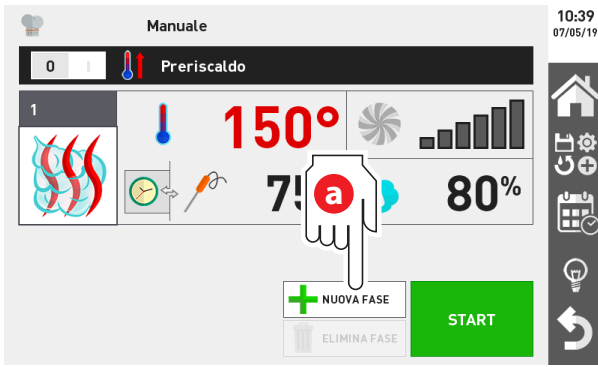 Manuale
10:39
07/05/19
0 I
Preriscaldo
1
150°
75
a
80%
NUOVA FASE
ELIMINA FASE
START